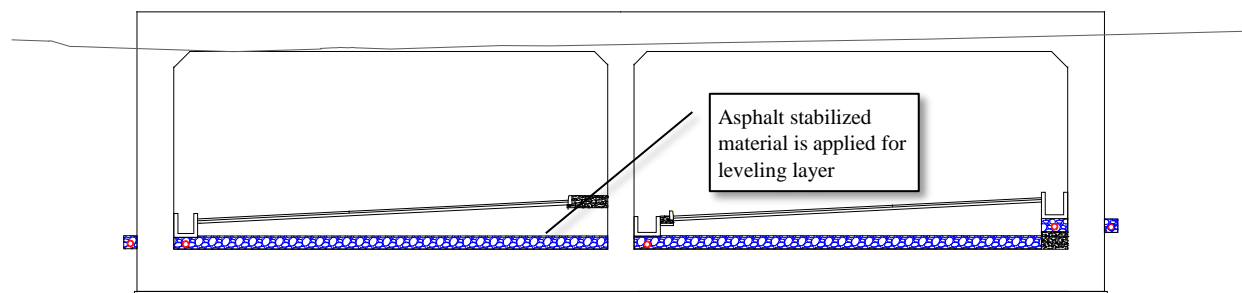 Asphalt stabilized
material is applied for
leveling layer